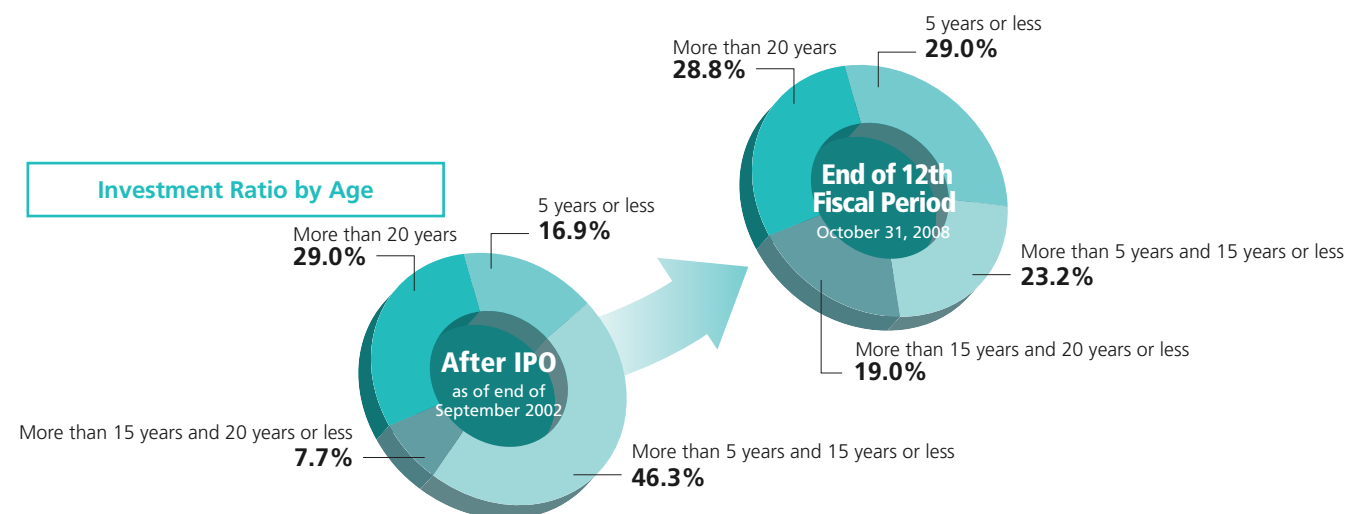 Investment Ratio by Age
After IPO
as of end of
September 2002
5 years or less
16.9%
More than 5 years and 15 years or less
46.3%
More than 15 years and 20 years or less
7.7%
More than 20 years
29.0%
End of 12th
Fiscal Period
October 31, 2008
5 years or less
29.0%
More than 5 years and 15 years or less
23.2%
More than 15 years and 20 years or less
19.0%
More than 20 years
28.8%